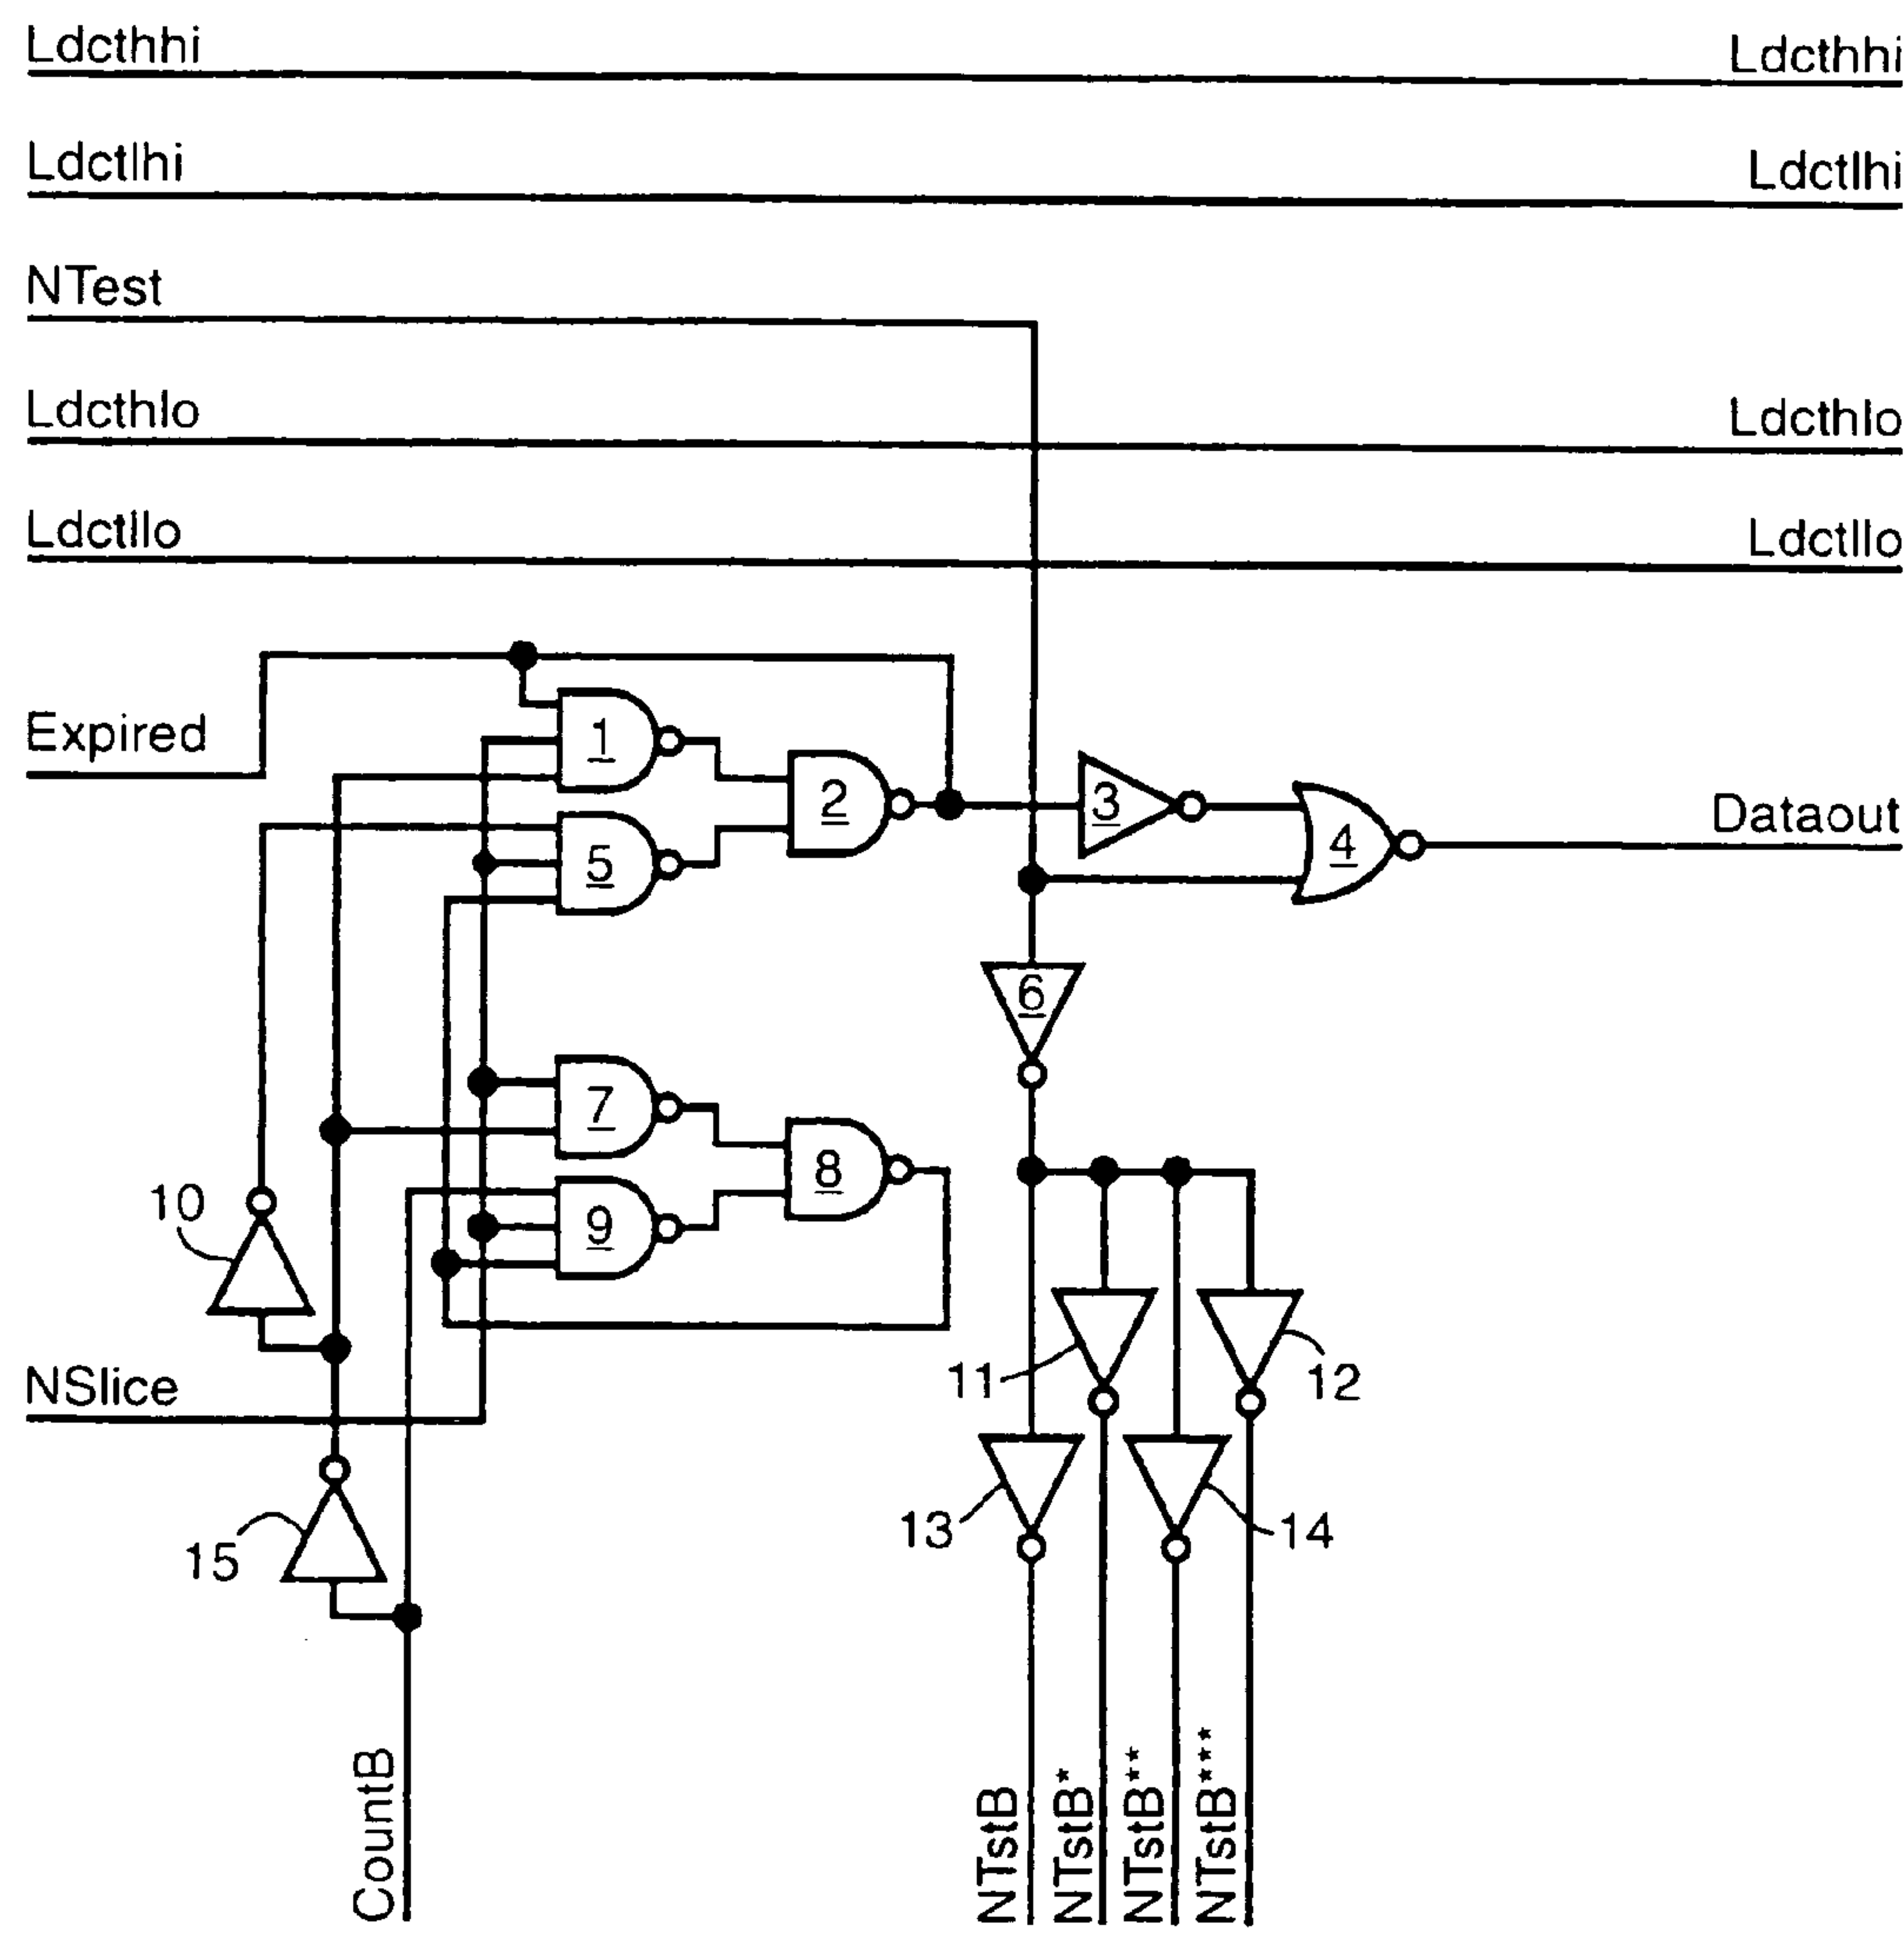 Ldcthhi Ldcthhi
Ldctlhi Ldctlhi
NTest
Ldcthlo Ldcthlo
Ldctllo Ldctllo
Expired
1
2
3
4
Dataout
5
6
7
8
9
10
NSlice
11
12
13
14
15
CountB
NTstB
NTstB*
NTstB**
NTstB***